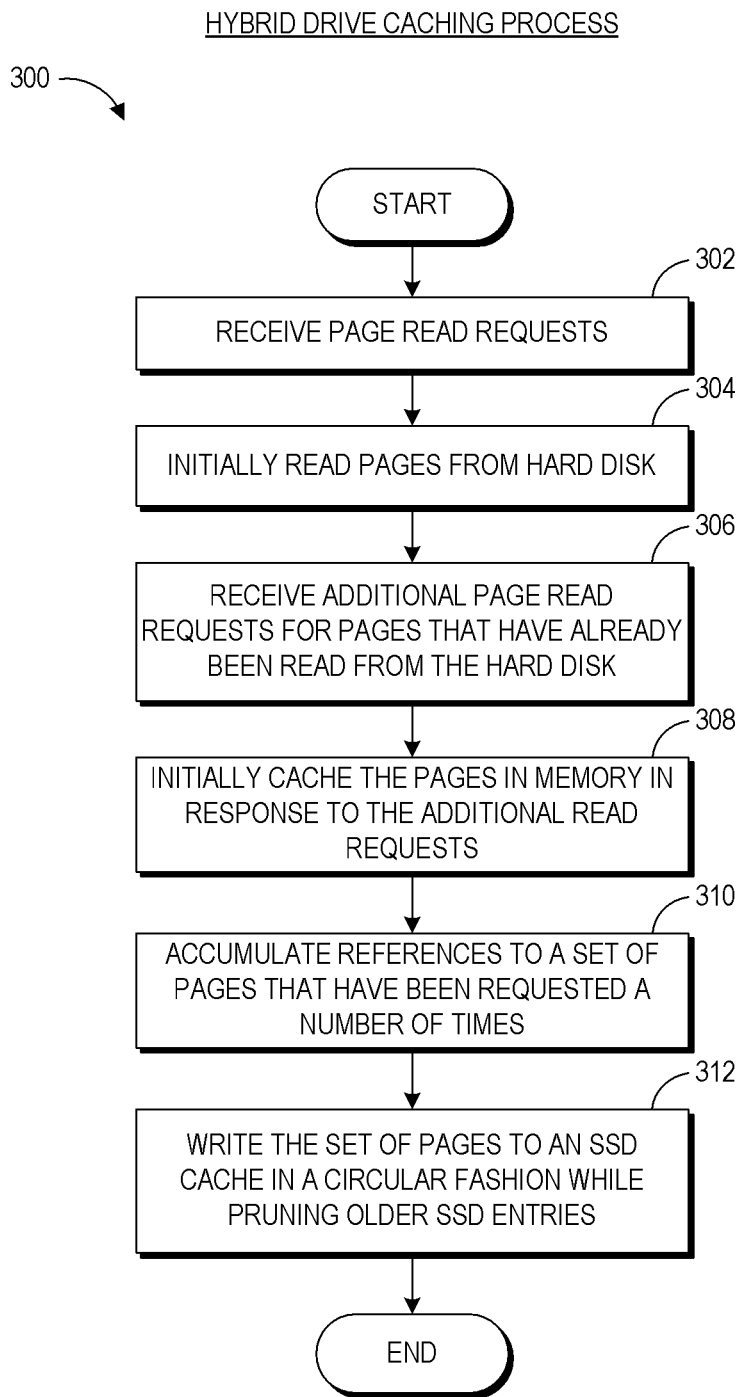 HYBRID DRIVE CACHING PROCESS
300
START
302
RECEIVE PAGE READ REQUESTS
304
INITIALLY READ PAGES FROM HARD DISK
306
RECEIVE ADDITIONAL PAGE READ
REQUESTS FOR PAGES THAT HAVE ALREADY
BEEN READ FROM THE HARD DISK
308
INITIALLY CACHE THE PAGES IN MEMORY IN
RESPONSE TO THE ADDITIONAL READ
REQUESTS
310
ACCUMULATE REFERENCES TO A SET OF
PAGES THAT HAVE BEEN REQUESTED A
NUMBER OF TIMES
312
WRITE THE SET OF PAGES TO AN SSD
CACHE IN A CIRCULAR FASHION WHILE
PRUNING OLDER SSD ENTRIES
END